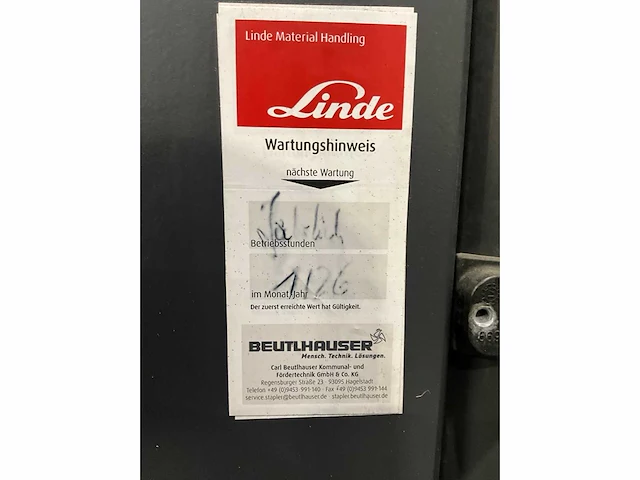 Linde Material Handling
Linde
Wartungshinweis
nächste Wartung
jährlich
Betriebsstunden
1/26
im Monat/Jahr
Der zuerst erreichte Wert hat Gültigkeit.
BEUTLHAUSER
Mensch. Technik. Lösungen.
Carl Beutlhauser Kommunal- und
Fördertechnik GmbH & Co. KG
Regensburger Straße 23 · 93095 Hagelstadt
Telefon +49 (0)9453 991-140 · Fax +49 (0)9453 991-144
service.stapler@beutlhauser.de · stapler.beutlhauser.de